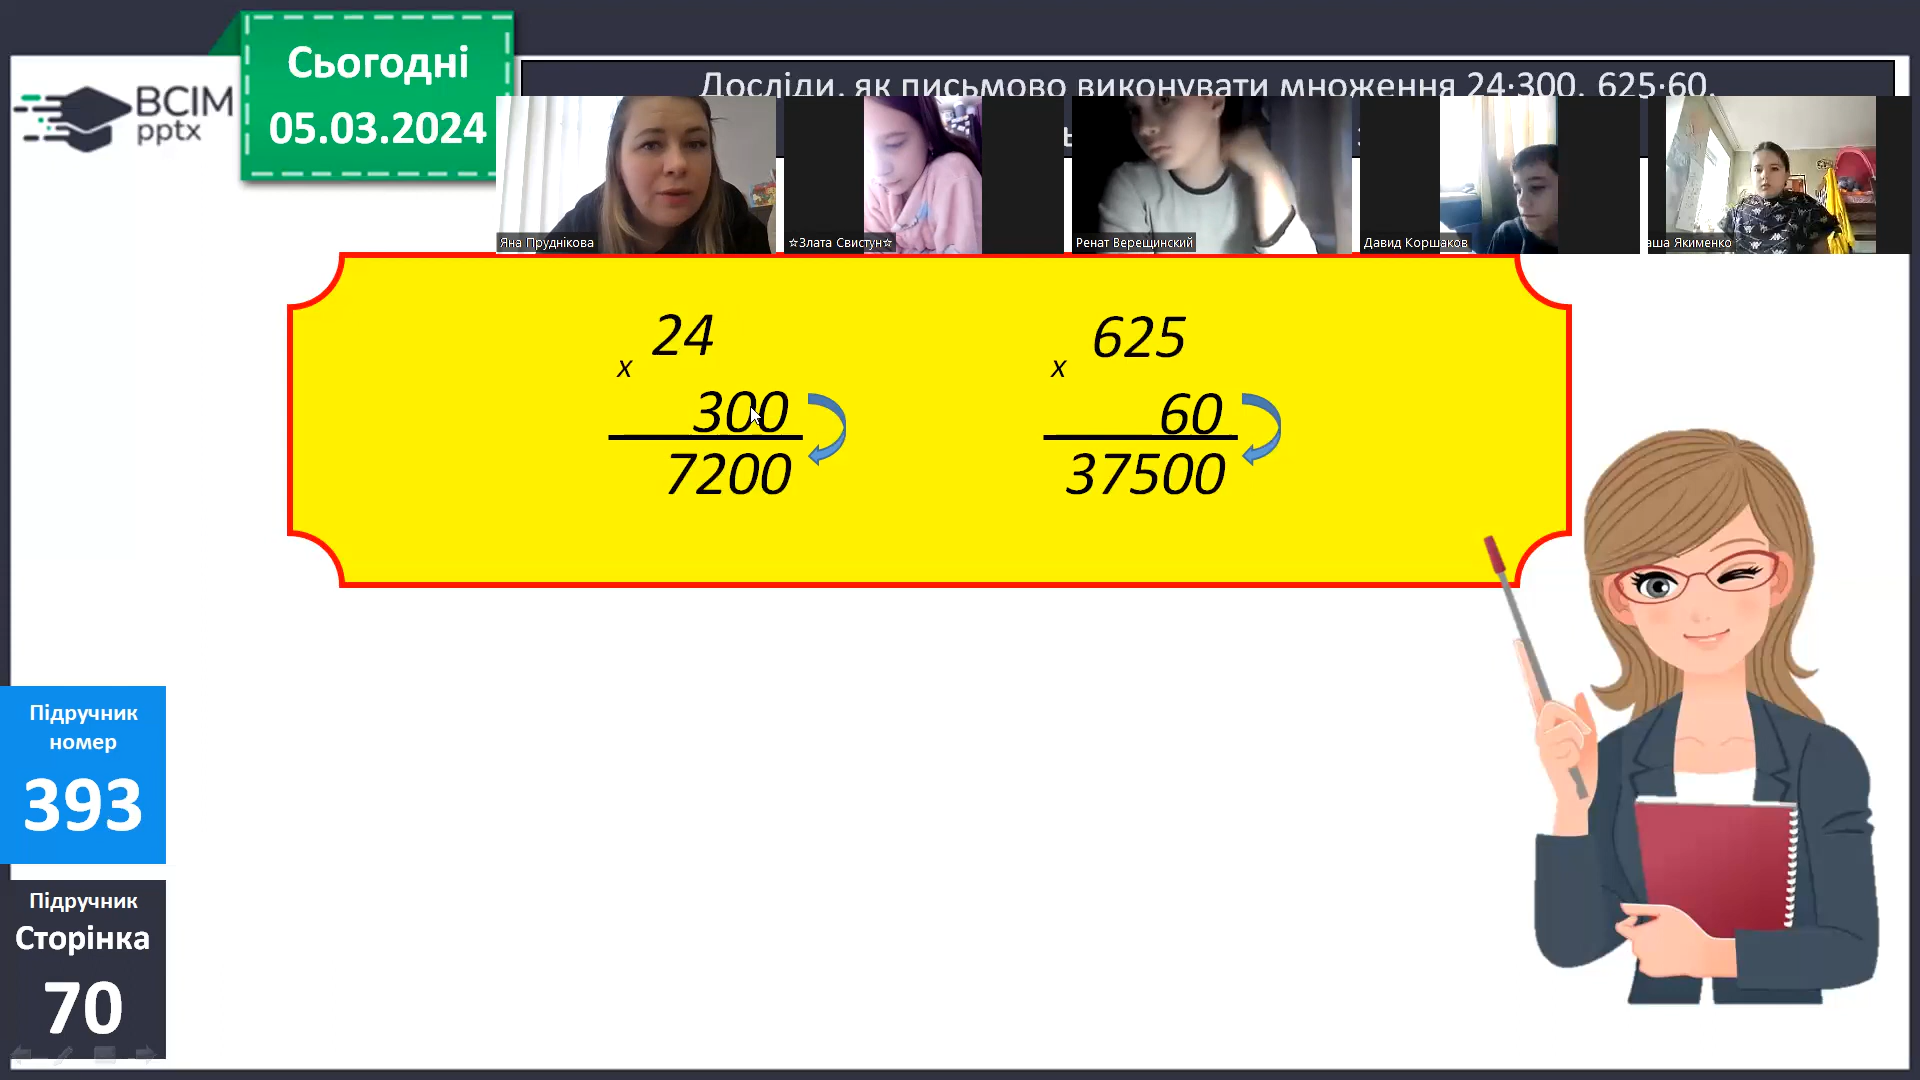 Сьогодні
05.03.2024
ВСІМ
pptx
Досліди, як письмово виконувати множення 24·300, 625·60.
Яна Пруднікова
☆Злата Свистун☆
Ренат Верещинский
Давид Коршаков
аша Якименко
24
x
300
7200
625
x
60
37500
Підручник
номер
393
Підручник
Сторінка
70